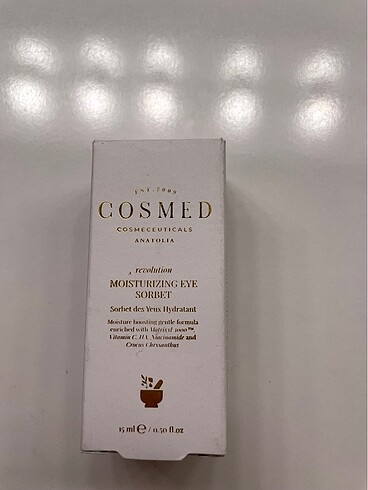 EST. 2009
COSMED
COSMECEUTICALS
ANATOLIA
revolution
MOISTURIZING EYE
SORBET
Sorbet des Yeux Hydratant
Moisture boosting gentle formula
enriched with Matrixyl 3000™,
Vitamin C, HA, Niacinamide and
Crocus Chrysanthus
15 ml ℮ / 0.50 fl.oz